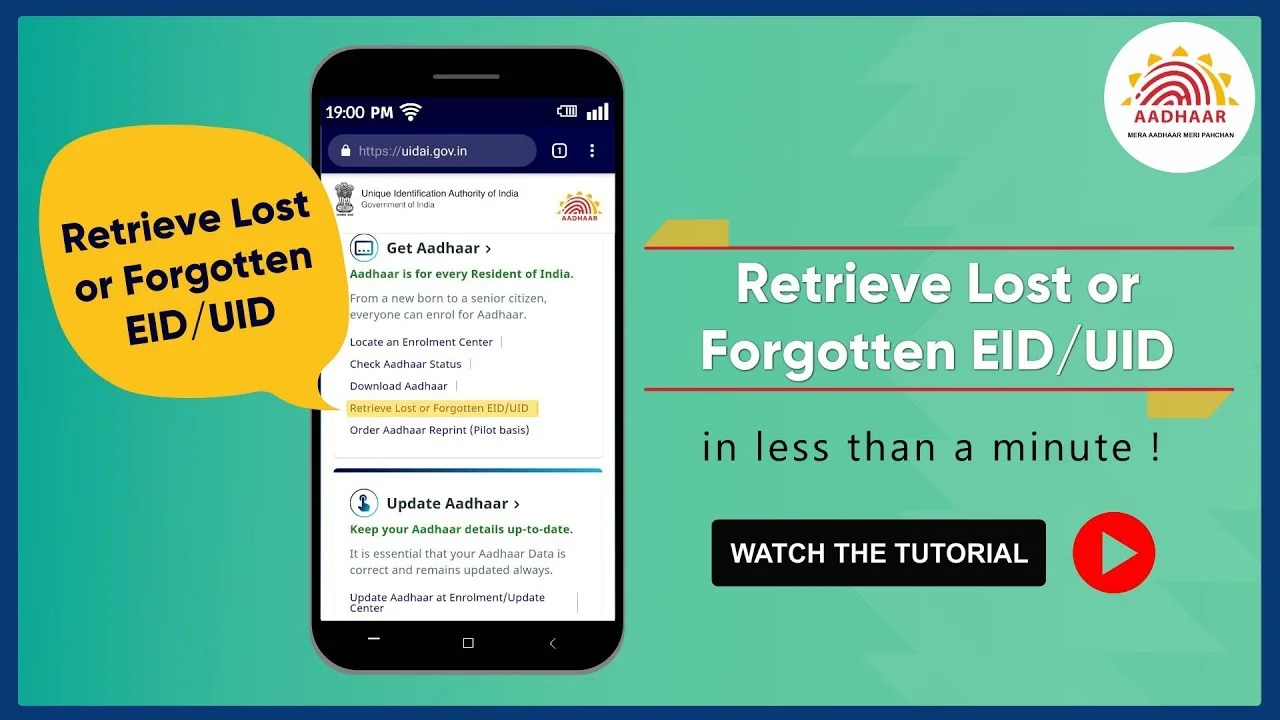 Retrieve Lost
or Forgotten
EID/UID
19:00 PM
https://uidai.gov.in
1
Unique Identification Authority of India
Government of India
AADHAAR
Get Aadhaar >
Aadhaar is for every Resident of India.
From a new born to a senior citizen,
everyone can enrol for Aadhaar.
Locate an Enrolment Center
Check Aadhaar Status
Download Aadhaar
Retrieve Lost or Forgotten EID/UID
Order Aadhaar Reprint (Pilot basis)
Update Aadhaar >
Keep your Aadhaar details up-to-date.
It is essential that your Aadhaar Data is
correct and remains updated always.
Update Aadhaar at Enrolment/Update
Center
AADHAAR
MERA AADHAAR MERI PAHCHAN
Retrieve Lost or
Forgotten EID/UID
in less than a minute !
WATCH THE TUTORIAL